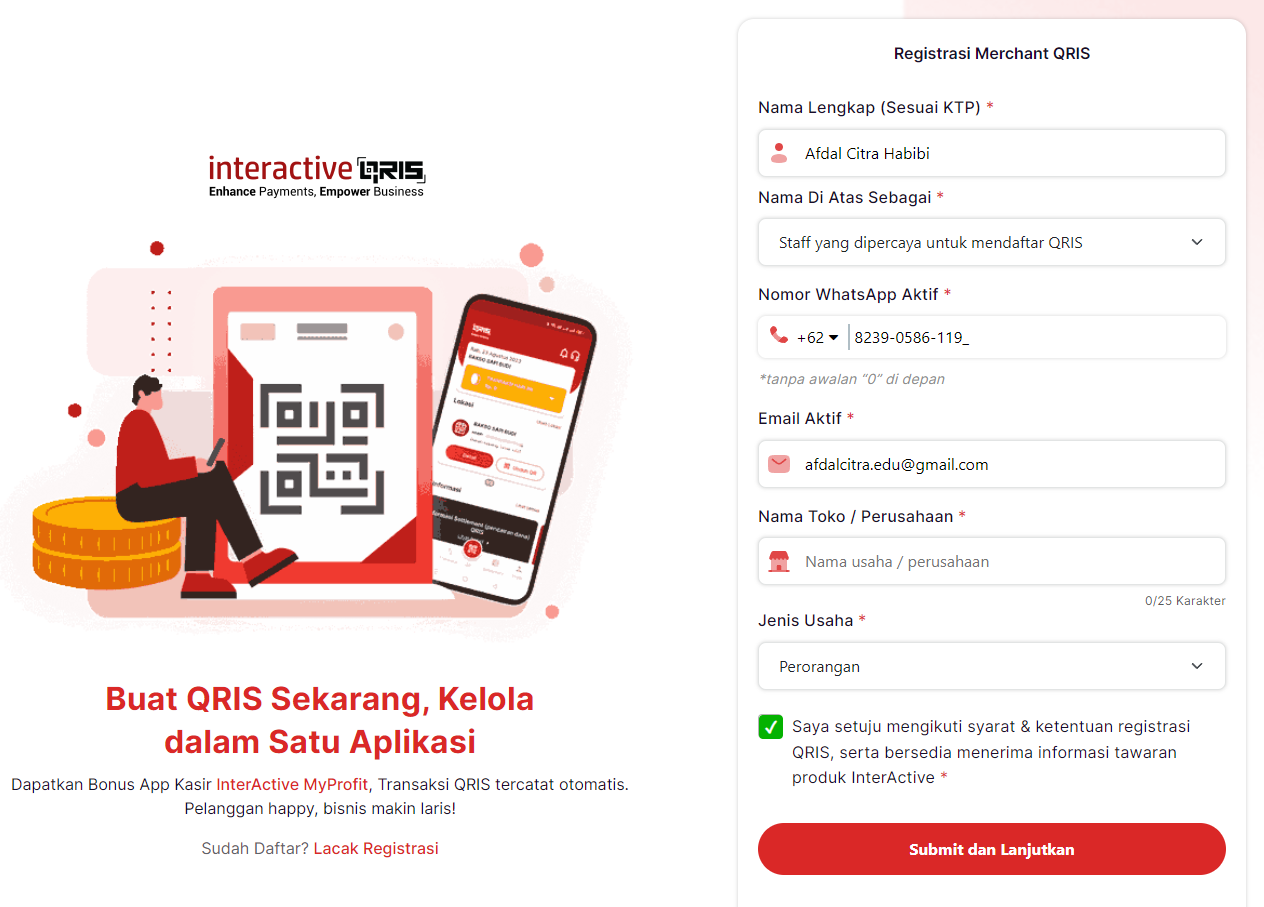 interactive QRIS
Enhance Payments, Empower Business
QRIS
Buat QRIS Sekarang, Kelola
dalam Satu Aplikasi
Dapatkan Bonus App Kasir InterActive MyProfit, Transaksi QRIS tercatat otomatis.
Pelanggan happy, bisnis makin laris!
Sudah Daftar? Lacak Registrasi
Registrasi Merchant QRIS
Nama Lengkap (Sesuai KTP) *
Afdal Citra Habibi
Nama Di Atas Sebagai *
Staff yang dipercaya untuk mendaftar QRIS
Nomor WhatsApp Aktif *
+62 8239-0586-119_
*tanpa awalan “0” di depan
Email Aktif *
afdalcitra.edu@gmail.com
Nama Toko / Perusahaan *
Nama usaha / perusahaan
0/25 Karakter
Jenis Usaha *
Perorangan
Saya setuju mengikuti syarat & ketentuan registrasi
QRIS, serta bersedia menerima informasi tawaran
produk InterActive *
Submit dan Lanjutkan